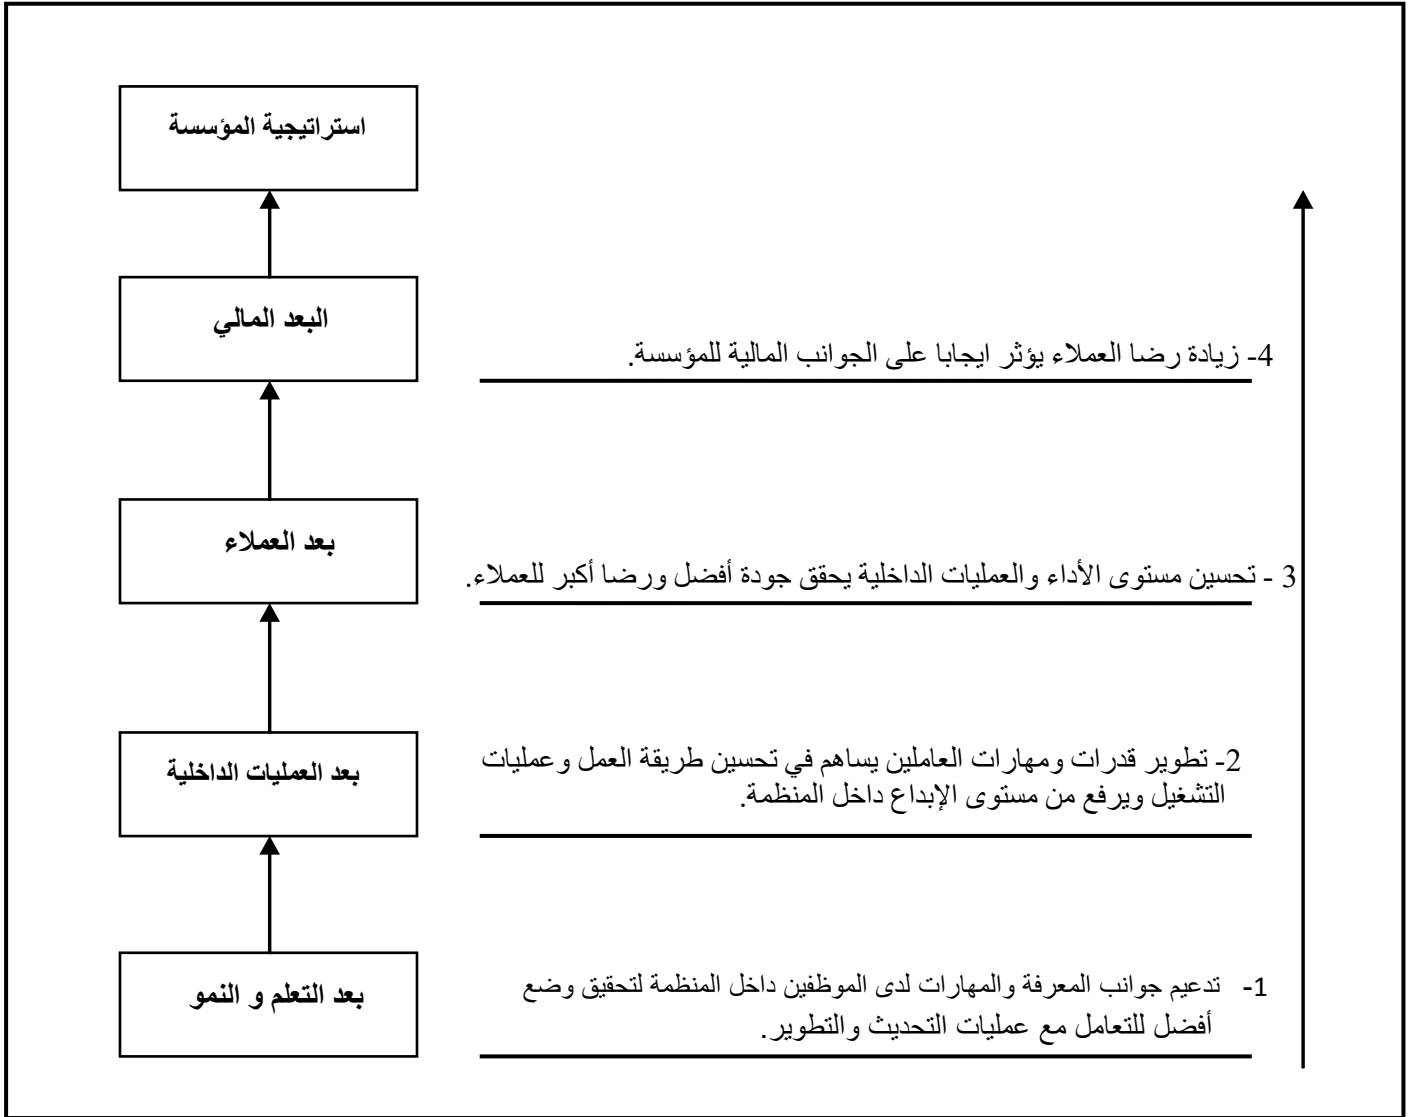 استراتيجية المؤسسة
البعد المالي
4- زيادة رضا العملاء يؤثر ايجابا على الجوانب المالية للمؤسسة.
بعد العملاء
3 - تحسين مستوى الأداء والعمليات الداخلية يحقق جودة أفضل ورضا أكبر للعملاء.
بعد العمليات الداخلية
2- تطوير قدرات ومهارات العاملين يساهم في تحسين طريقة العمل وعمليات
التشغيل ويرفع من مستوى الإبداع داخل المنظمة.
بعد التعلم و النمو
1- تدعيم جوانب المعرفة والمهارات لدى الموظفين داخل المنظمة لتحقيق وضع
أفضل للتعامل مع عمليات التحديث والتطوير.